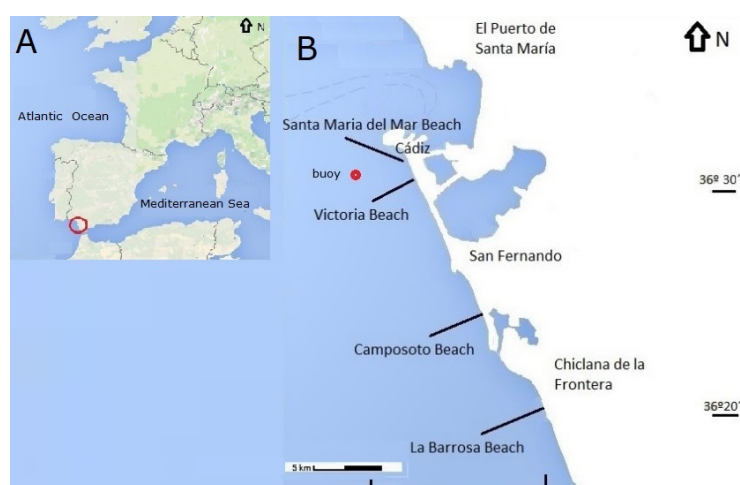 A
N
Atlantic Ocean
Mediterranean Sea
B
El Puerto de
Santa María
N
Santa Maria del Mar Beach
Cádiz
buoy
36º 30´
Victoria Beach
San Fernando
Camposoto Beach
Chiclana de la
Frontera
36º20´
La Barrosa Beach
5 km